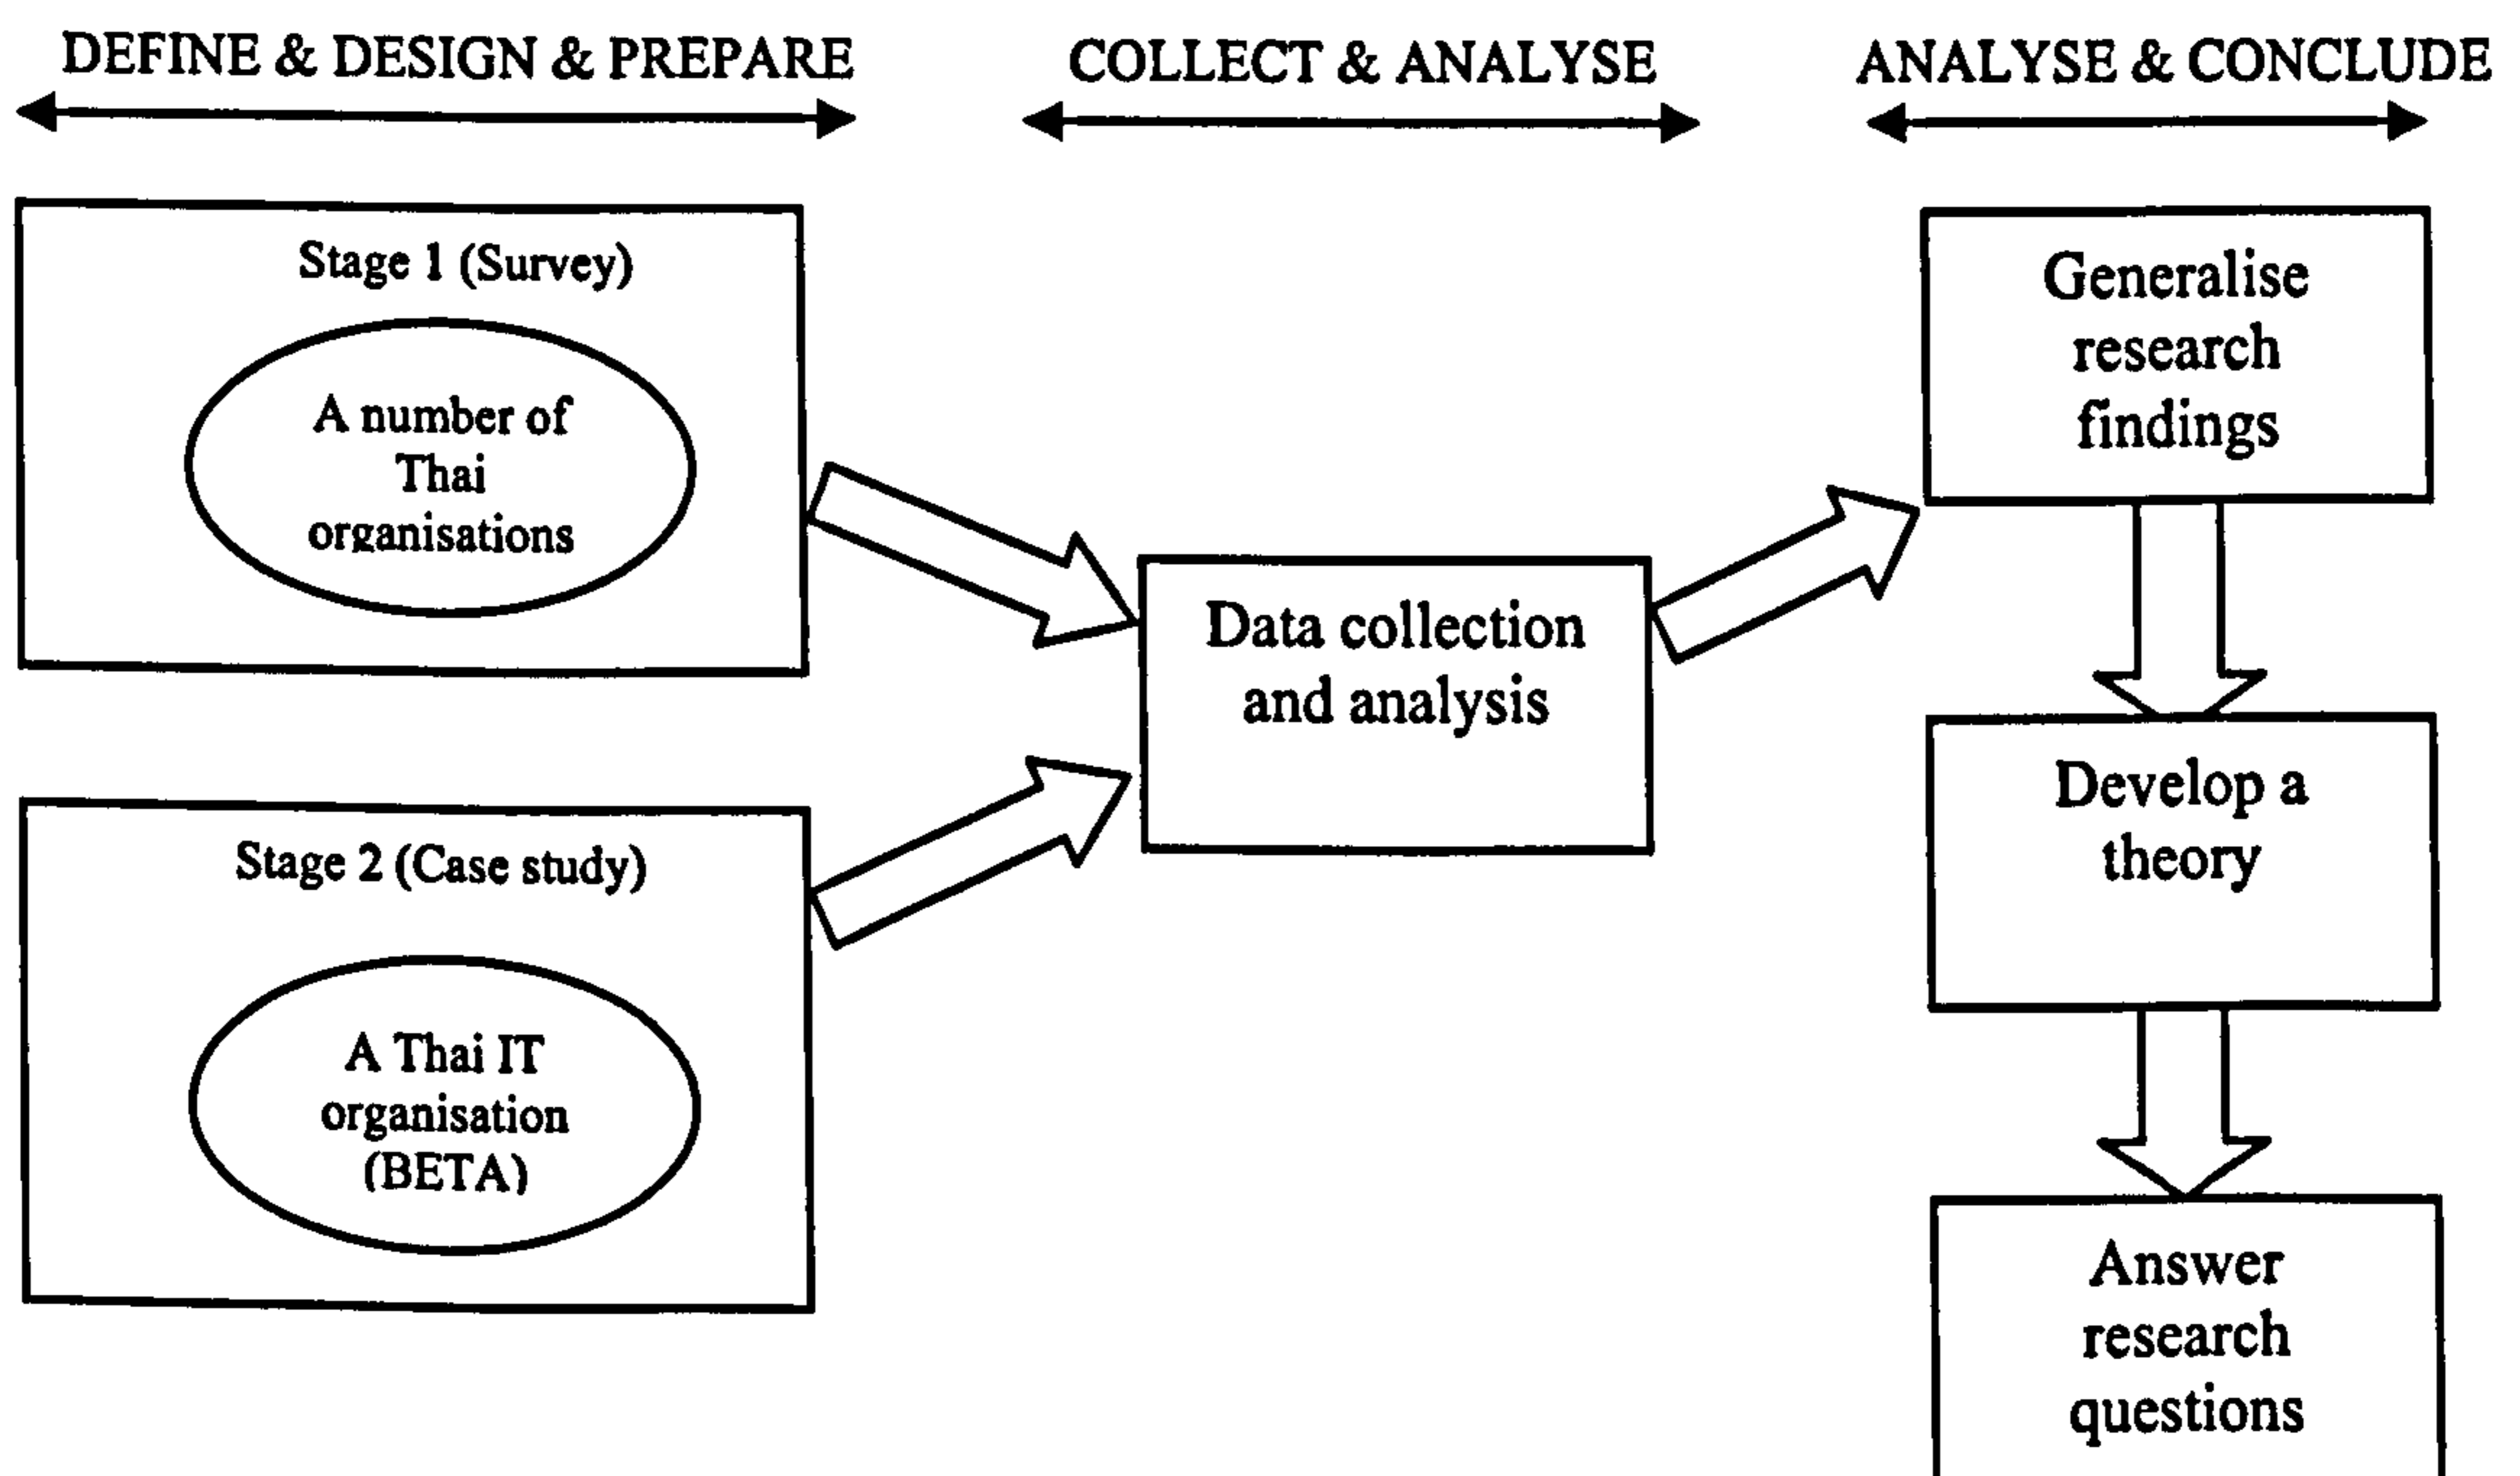 DEFINE & DESIGN & PREPARE
COLLECT & ANALYSE
ANALYSE & CONCLUDE
Stage 1 (Survey)
A number of
Thai
organisations
Stage 2 (Case study)
A Thai IT
organisation
(BETA)
Data collection
and analysis
Generalise
research
findings
Develop a
theory
Answer
research
questions